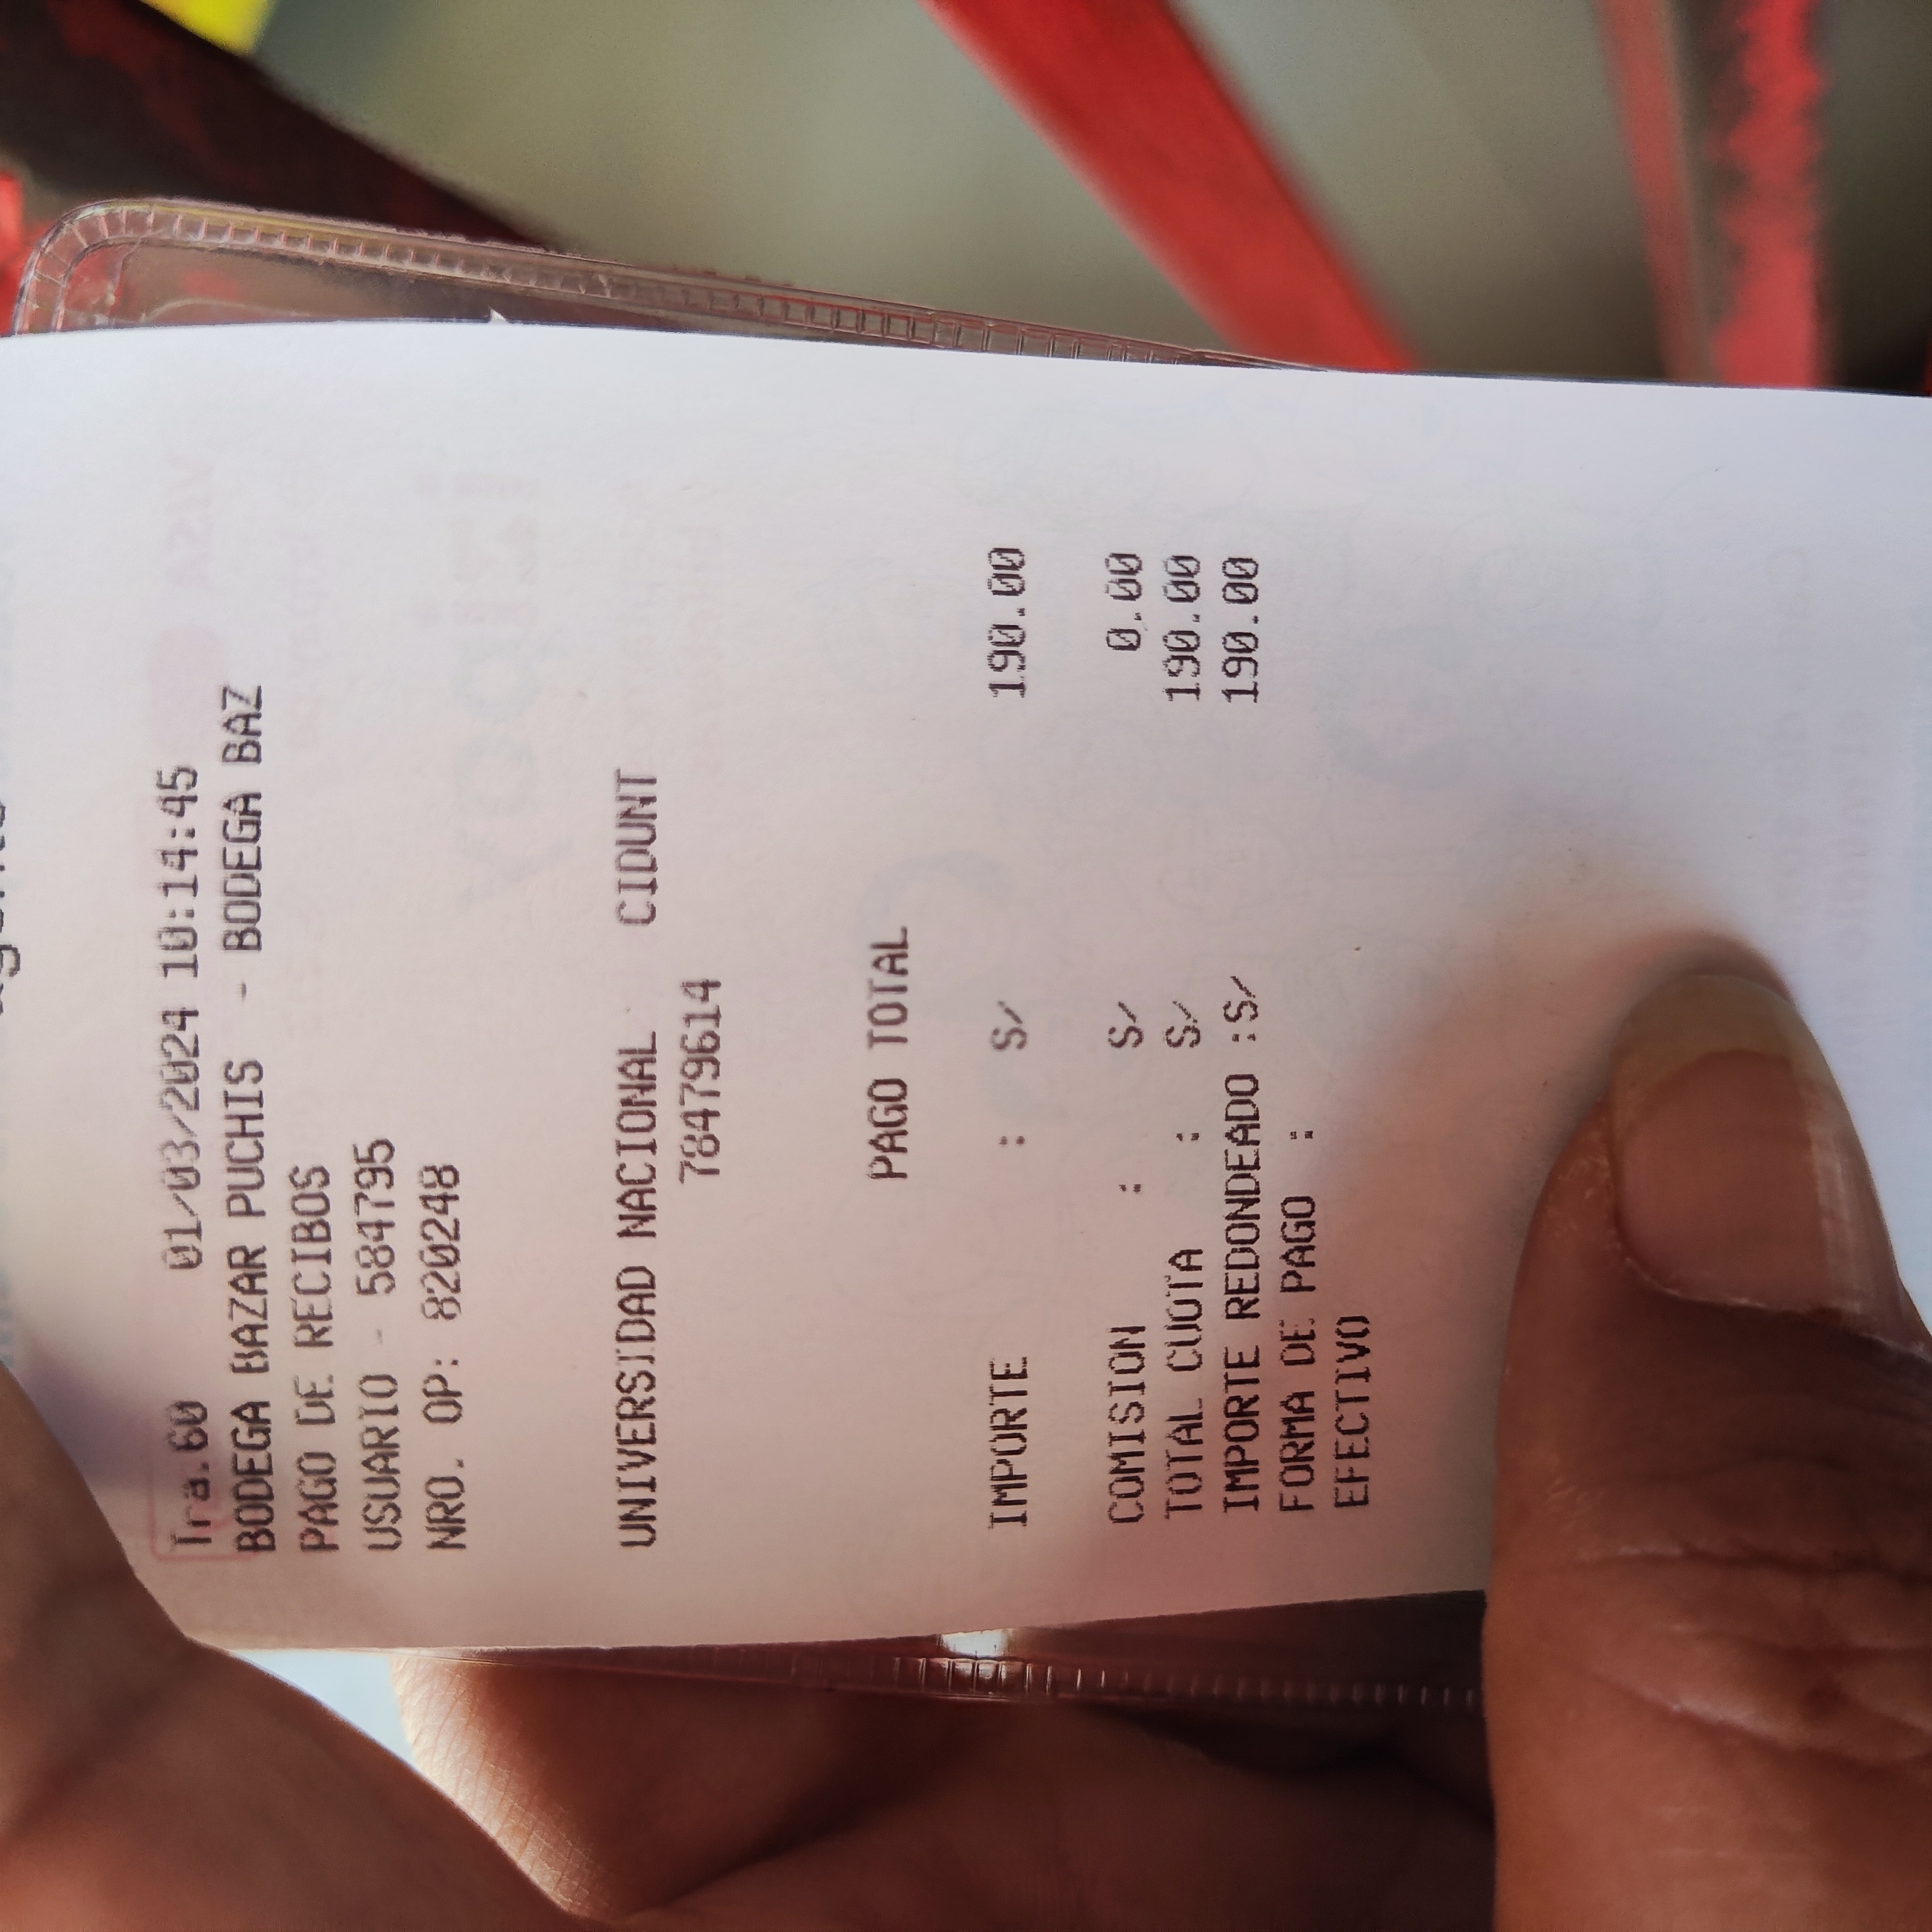 Tra.60 01/03/2024 10:14:45
BODEGA BAZAR PUCHIS - BODEGA BAZ
PAGO DE RECIBOS
USUARIO - 584795
NRO. OP: 820248
UNIVERSIDAD NACIONAL CIDUNT
78479614
PAGO TOTAL
IMPORTE : S/ 190.00
COMISION : S/ 0.00
TOTAL CUOTA : S/ 190.00
IMPORTE REDONDEADO :S/ 190.00
FORMA DE PAGO :
EFECTIVO